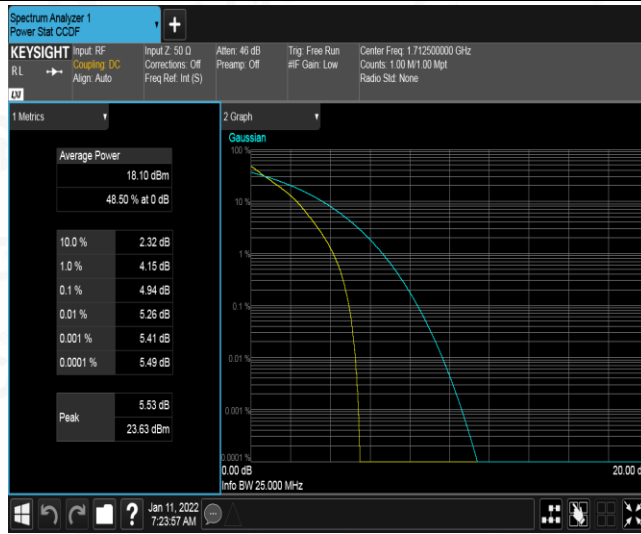 Spectrum Analyzer 1
Power Stat CCDF
+
KEYSIGHT
RL
Input: RF
Coupling: DC
Align: Auto
Input Z: 50 Ω
Corrections: Off
Freq Ref: Int (S)
Atten: 46 dB
Preamp: Off
Trig: Free Run
#IF Gain: Low
Center Freq: 1.712500000 GHz
Counts: 1.00 M/1.00 Mpt
Radio Std: None
LXI
1 Metrics
Average Power
18.10 dBm
48.50 % at 0 dB
10.0 % 2.32 dB
1.0 % 4.15 dB
0.1 % 4.94 dB
0.01 % 5.26 dB
0.001 % 5.41 dB
0.0001 % 5.49 dB
Peak
5.53 dB
23.63 dBm
2 Graph
Gaussian
100 %
10 %
1 %
0.1 %
0.01 %
0.001 %
0.0001 %
0.00 dB
20.00 d
Info BW 25.000 MHz
?
Jan 11, 2022
7:23:57 AM